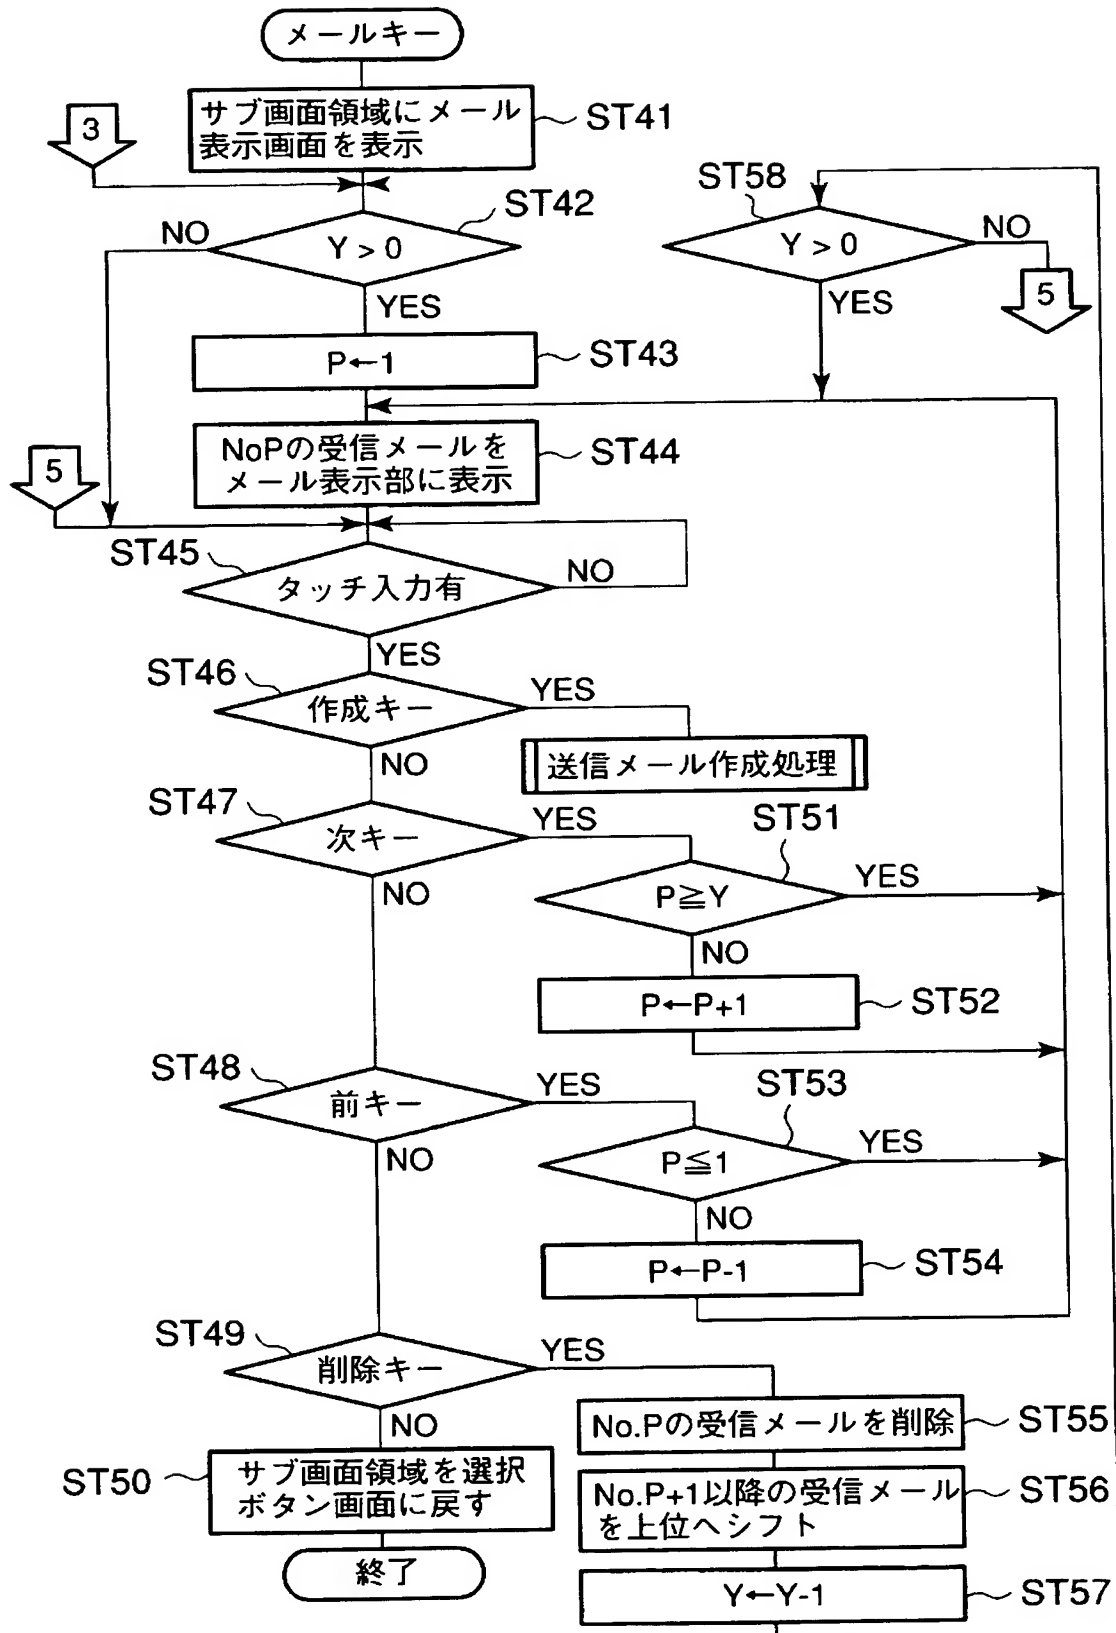 メールキー
サブ画面領域にメール
表示画面を表示
ST41
3
ST42
NO
Y > 0
YES
ST58
Y > 0
NO
YES
5
P←1
ST43
NoPの受信メールを
メール表示部に表示
ST44
5
ST45
タッチ入力有
NO
YES
ST46
作成キー
YES
NO
送信メール作成処理
ST47
次キー
YES
NO
ST51
P≧Y
YES
NO
P←P+1
ST52
ST48
前キー
YES
NO
ST53
P≦1
YES
NO
P←P-1
ST54
ST49
削除キー
YES
NO
No.Pの受信メールを削除
ST55
ST50
サブ画面領域を選択
ボタン画面に戻す
No.P+1以降の受信メール
を上位へシフト
ST56
終了
Y←Y-1
ST57